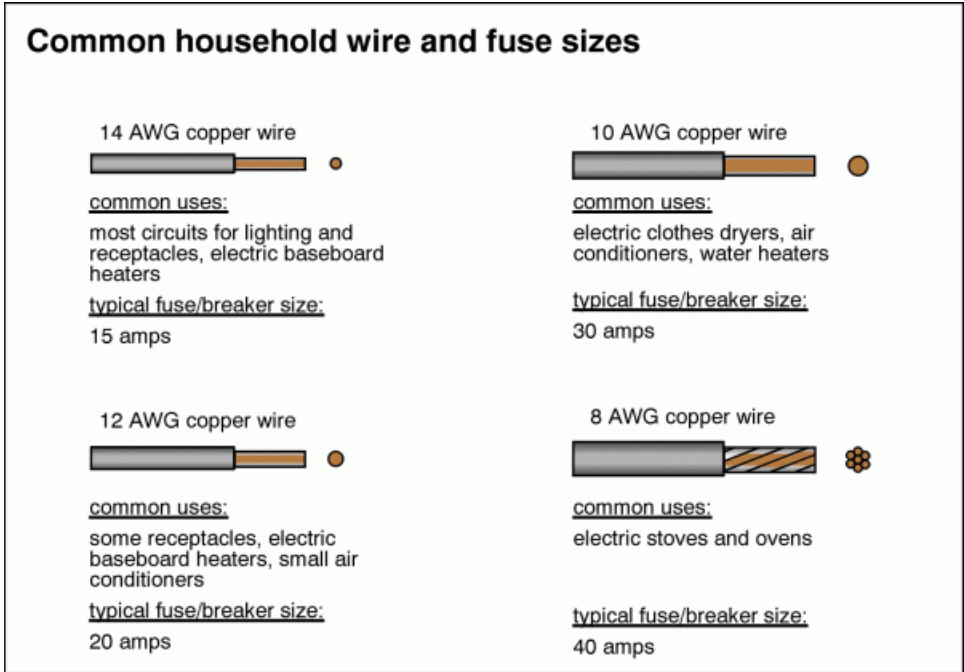 Common household wire and fuse sizes
14 AWG copper wire
common uses:
most circuits for lighting and
receptacles, electric baseboard
heaters
typical fuse/breaker size:
15 amps
10 AWG copper wire
common uses:
electric clothes dryers, air
conditioners, water heaters
typical fuse/breaker size:
30 amps
12 AWG copper wire
common uses:
some receptacles, electric
baseboard heaters, small air
conditioners
typical fuse/breaker size:
20 amps
8 AWG copper wire
common uses:
electric stoves and ovens
typical fuse/breaker size:
40 amps